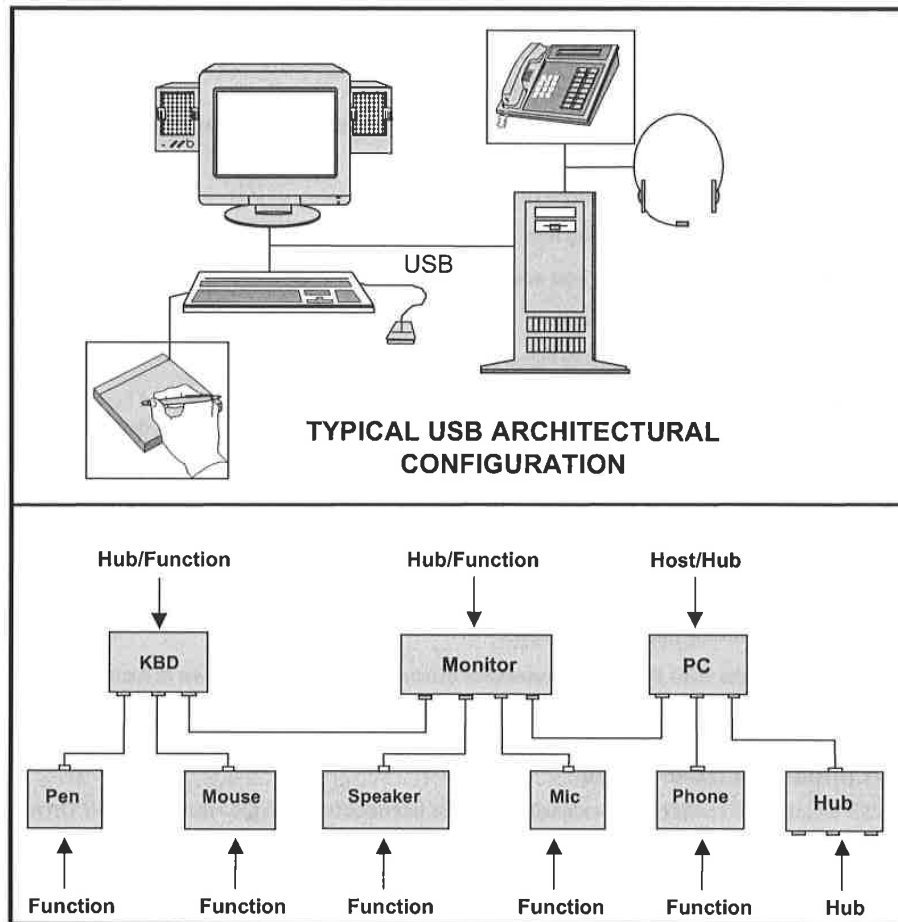 USB
TYPICAL USB ARCHITECTURAL
CONFIGURATION
Hub/Function Hub/Function Host/Hub
KBD Monitor PC
Pen Mouse Speaker Mic Phone Hub
Function Function Function Function Function Hub